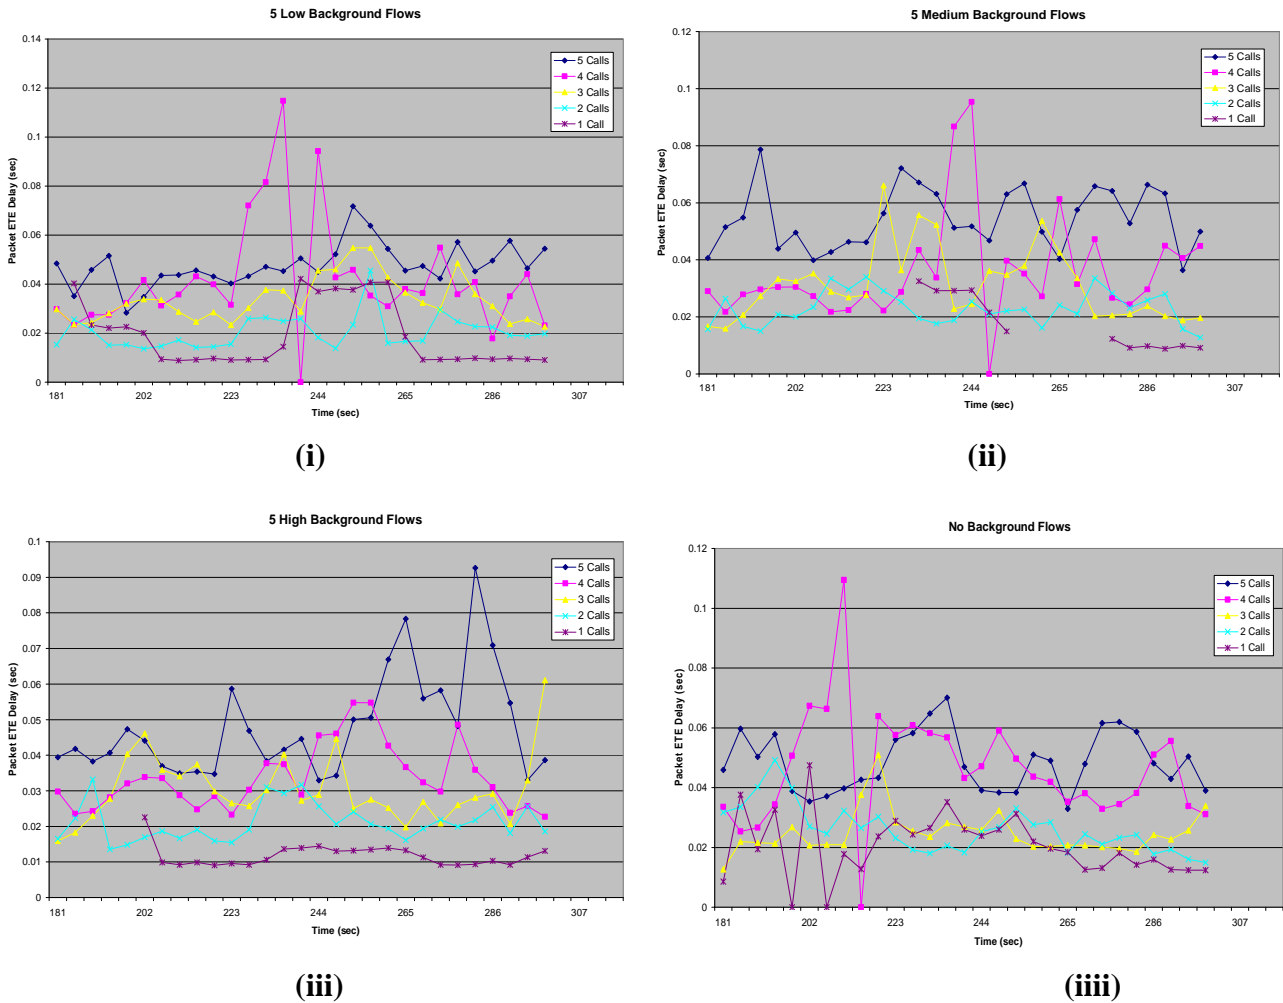 5 Low Background Flows
0.14
0.12
0.1
0.08
0.06
0.04
0.02
0
Packet ETE Delay (sec)
5 Calls
4 Calls
3 Calls
2 Calls
1 Call
181 202 223 244 265 286 307
Time (sec)
(i)
5 Medium Background Flows
0.12
0.1
0.08
0.06
0.04
0.02
0
Packet ETE Delay (sec)
5 Calls
4 Calls
3 Calls
2 Calls
1 Call
181 202 223 244 265 286 307
Time (sec)
(ii)
5 High Background Flows
0.1
0.09
0.08
0.07
0.06
0.05
0.04
0.03
0.02
0.01
0
Packet ETE Delay (sec)
5 Calls
4 Calls
3 Calls
2 Calls
1 Calls
181 202 223 244 265 286 307
Time (sec)
(iii)
No Background Flows
0.12
0.1
0.08
0.06
0.04
0.02
0
Packet ETE Delay (sec)
5 Calls
4 Calls
3 Calls
2 Calls
1 Call
181 202 223 244 265 286 307
Time (sec)
(iiii)